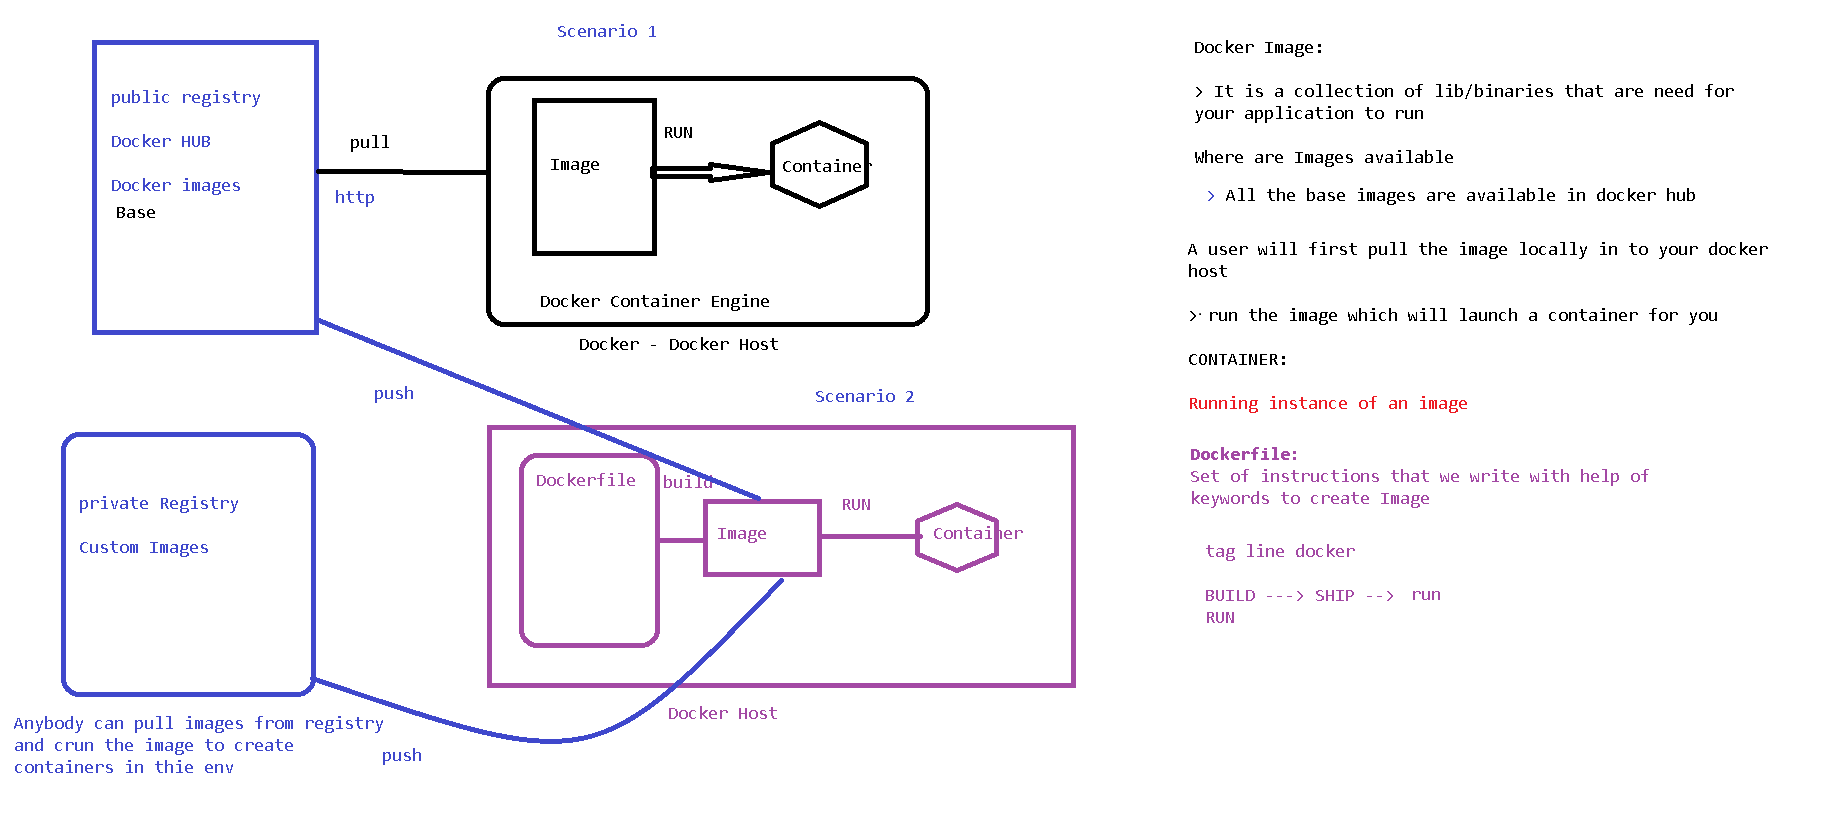 Scenario 1
public registry
Docker HUB
Docker images
Base
pull
http
Image
RUN
Container
Docker Container Engine
Docker - Docker Host
push
Scenario 2
private Registry
Custom Images
Dockerfile
build
Image
RUN
Container
Docker Host
Anybody can pull images from registry
and crun the image to create
containers in thie env
push
Docker Image:
> It is a collection of lib/binaries that are need for
your application to run
Where are Images available
> All the base images are available in docker hub
A user will first pull the image locally in to your docker
host
> run the image which will launch a container for you
CONTAINER:
Running instance of an image
Dockerfile:
Set of instructions that we write with help of
keywords to create Image
tag line docker
BUILD ---> SHIP --> run
RUN